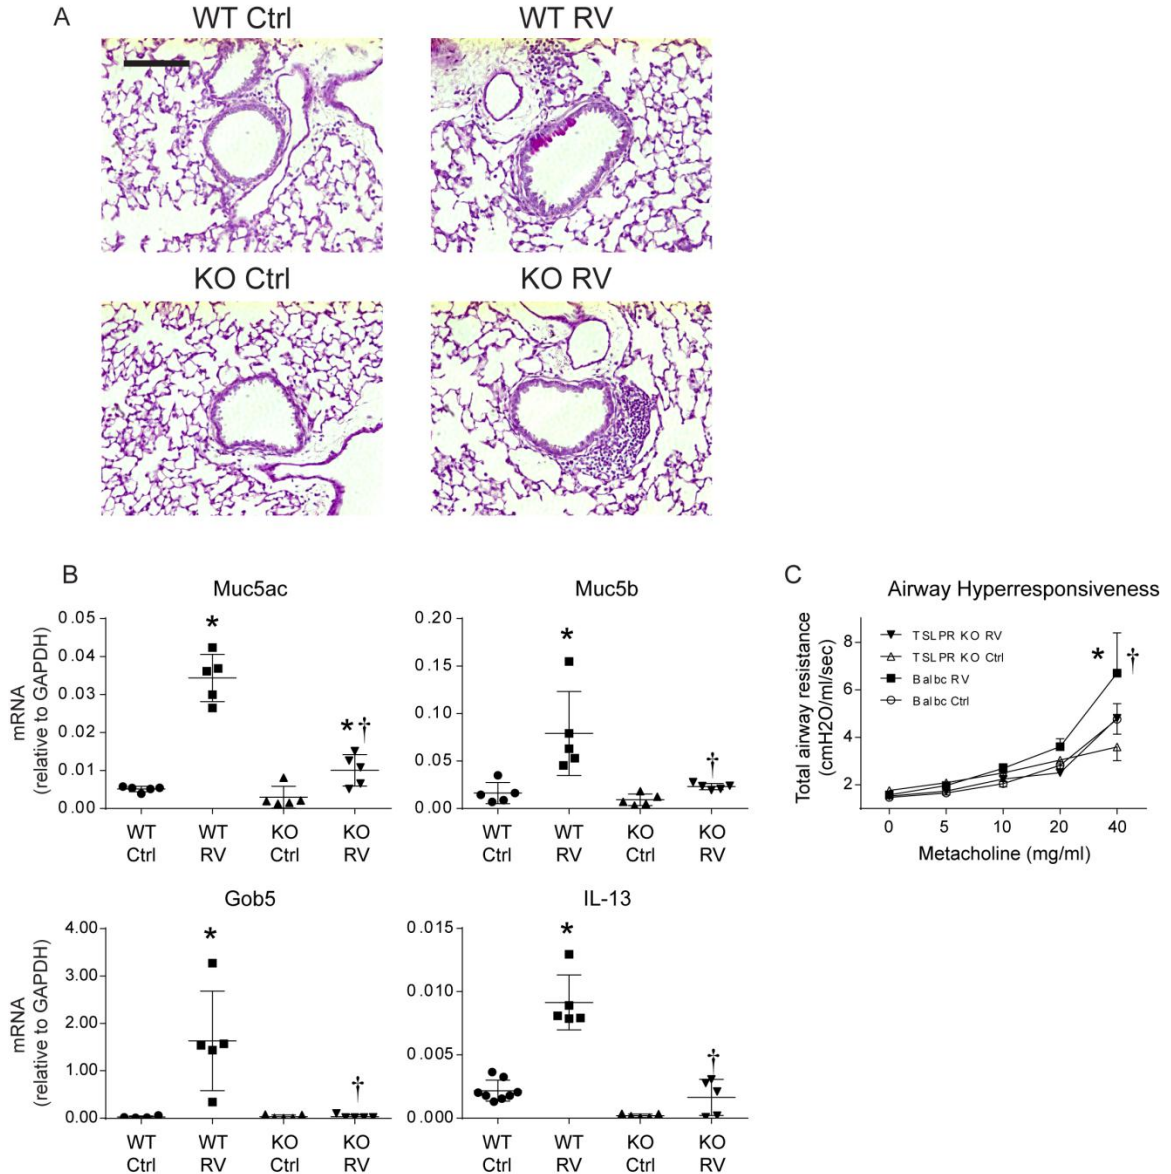 A
WT Ctrl
WT RV
KO Ctrl
KO RV
B
Muc5ac
mRNA
(relative to GAPDH)
0.05
0.04
0.03
0.02
0.01
0.00
*
*†
WT
Ctrl
WT
RV
KO
Ctrl
KO
RV
Muc5b
0.20
0.15
0.10
0.05
0.00
*
†
WT
Ctrl
WT
RV
KO
Ctrl
KO
RV
C
Airway Hyperresponsiveness
Total airway resistance
(cmH2O/ml/sec)
8
6
4
2
TSLPR KO RV
TSLPR KO Ctrl
Balbc RV
Balbc Ctrl
* †
0 5 10 20 40
Metacholine (mg/ml)
Gob5
mRNA
(relative to GAPDH)
4.00
3.00
2.00
1.00
0.00
*
†
WT
Ctrl
WT
RV
KO
Ctrl
KO
RV
IL-13
0.015
0.010
0.005
0.000
*
†
WT
Ctrl
WT
RV
KO
Ctrl
KO
RV